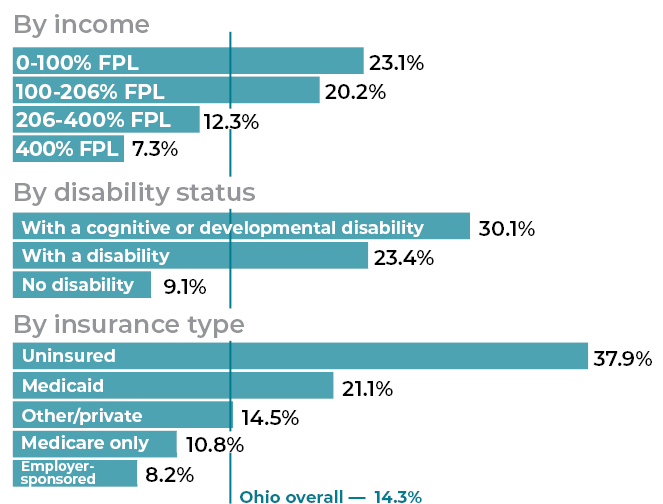 By income
0-100% FPL 23.1%
100-206% FPL 20.2%
206-400% FPL 12.3%
400% FPL 7.3%
By disability status
With a cognitive or developmental disability 30.1%
With a disability 23.4%
No disability 9.1%
By insurance type
Uninsured 37.9%
Medicaid 21.1%
Other/private 14.5%
Medicare only 10.8%
Employer-
sponsored 8.2%
Ohio overall — 14.3%